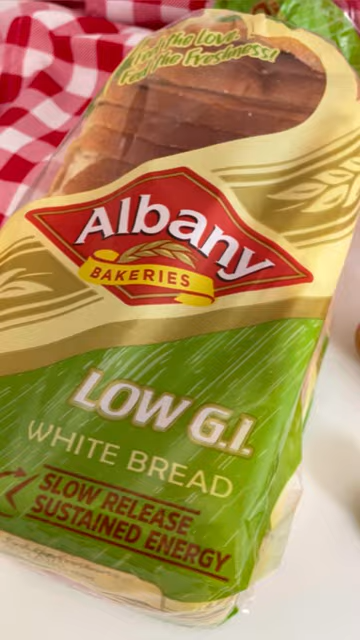 Feel the love.
Feel the Freshness!
Albany
BAKERIES
LOW G.I.
WHITE BREAD
SLOW RELEASE
SUSTAINED ENERGY